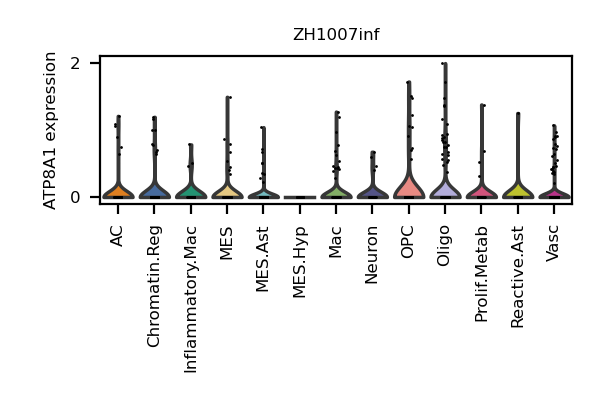 ZH1007inf
ATP8A1 expression
2
0
AC
Chromatin.Reg
Inflammatory.Mac
MES
MES.Ast
MES.Hyp
Mac
Neuron
OPC
Oligo
Prolif.Metab
Reactive.Ast
Vasc